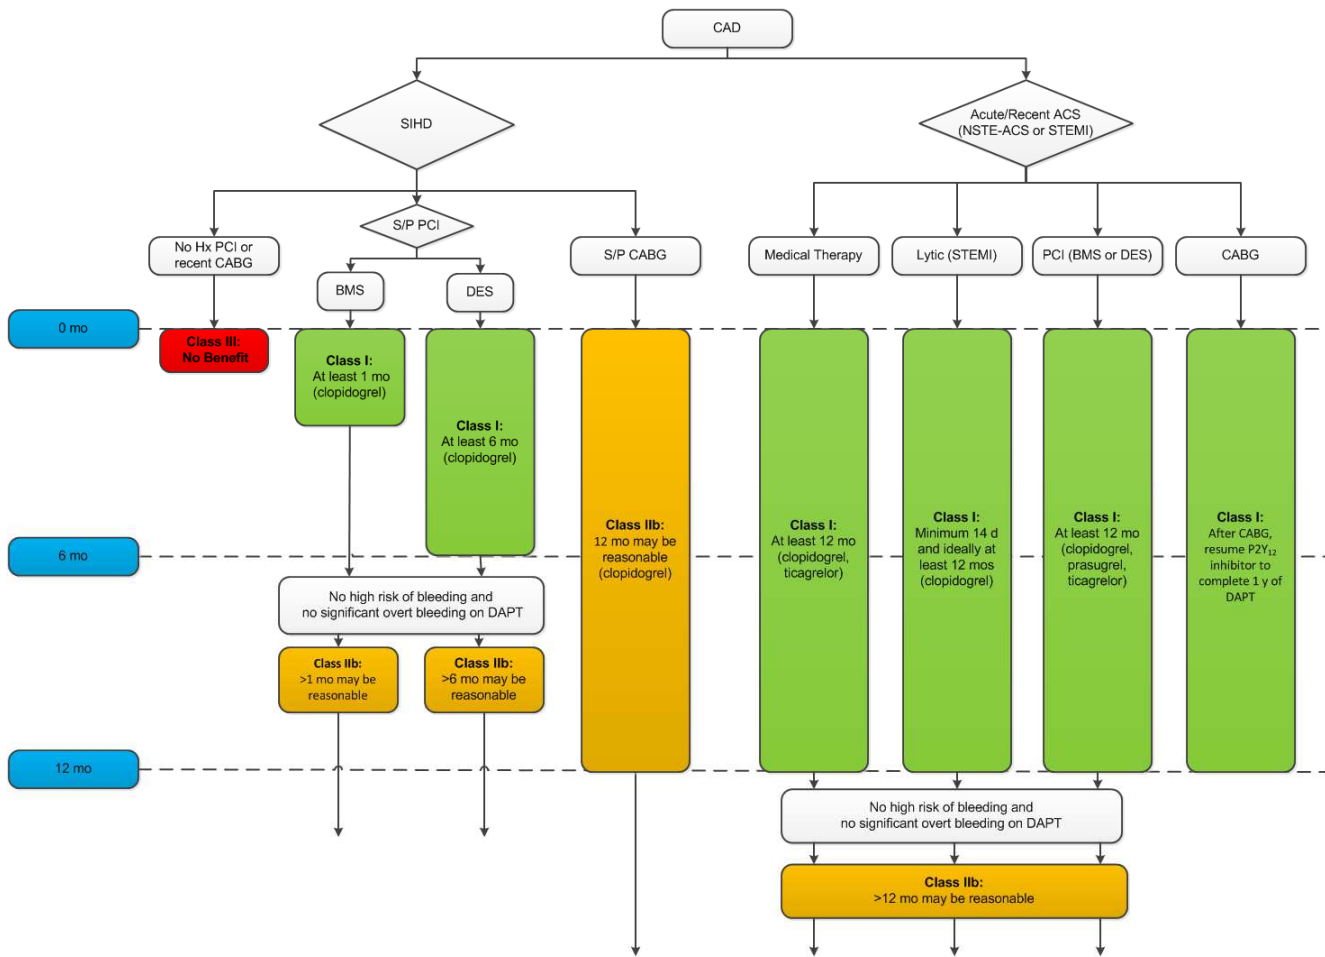 CAD
SIHD
Acute/Recent ACS
(NSTE-ACS or STEMI)
S/P PCI
No Hx PCI or
recent CABG
S/P CABG
Medical Therapy
Lytic (STEMI)
PCI (BMS or DES)
CABG
BMS
DES
0 mo
Class III:
No Benefit
Class I:
At least 1 mo
(clopidogrel)
Class I:
At least 6 mo
(clopidogrel)
Class IIb:
12 mo may be
reasonable
(clopidogrel)
Class I:
At least 12 mo
(clopidogrel,
ticagrelor)
Class I:
Minimum 14 d
and ideally at
least 12 mos
(clopidogrel)
Class I:
At least 12 mo
(clopidogrel,
prasugrel,
ticagrelor)
Class I:
After CABG,
resume P2Y₁₂
inhibitor to
complete 1 y of
DAPT
6 mo
No high risk of bleeding and
no significant overt bleeding on DAPT
Class IIb:
>1 mo may be
reasonable
Class IIb:
>6 mo may be
reasonable
12 mo
No high risk of bleeding and
no significant overt bleeding on DAPT
Class IIb:
>12 mo may be reasonable